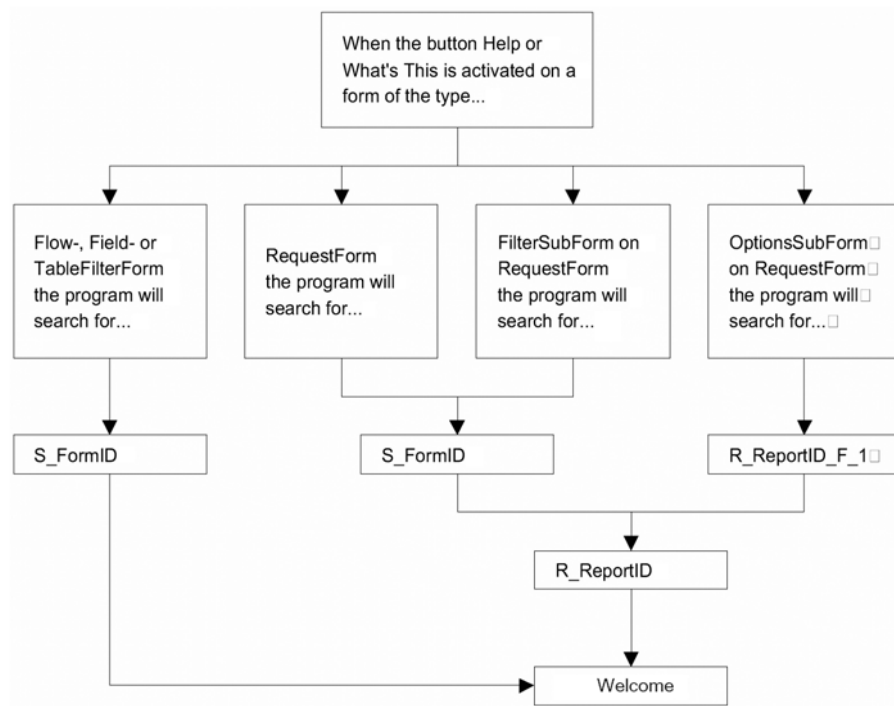 When the button Help or
What's This is activated on a
form of the type...
Flow-, Field- or
TableFilterForm
the program will
search for...
RequestForm
the program will
search for...
FilterSubForm on
RequestForm
the program will
search for...
OptionsSubForm□
on RequestForm□
the program will□
search for...□
S_FormID
S_FormID
R_ReportID_F_1□
R_ReportID
Welcome